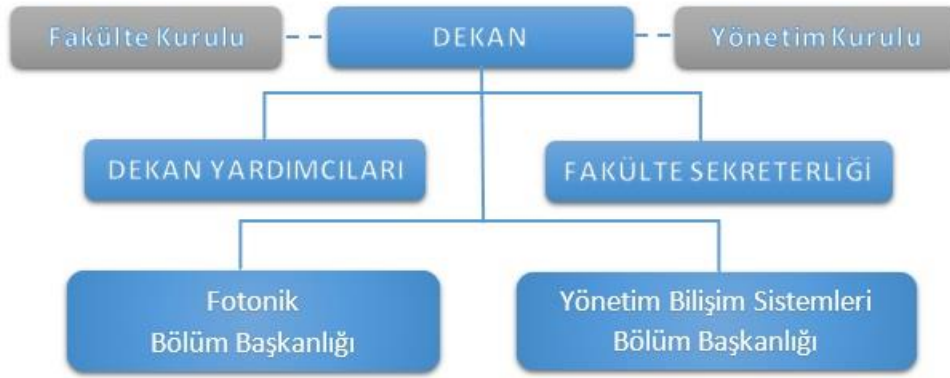 Fakülte Kurulu
DEKAN
Yönetim Kurulu
DEKAN YARDIMCILARI
FAKÜLTE SEKRETERLİĞİ
Fotonik
Bölüm Başkanlığı
Yönetim Bilişim Sistemleri
Bölüm Başkanlığı